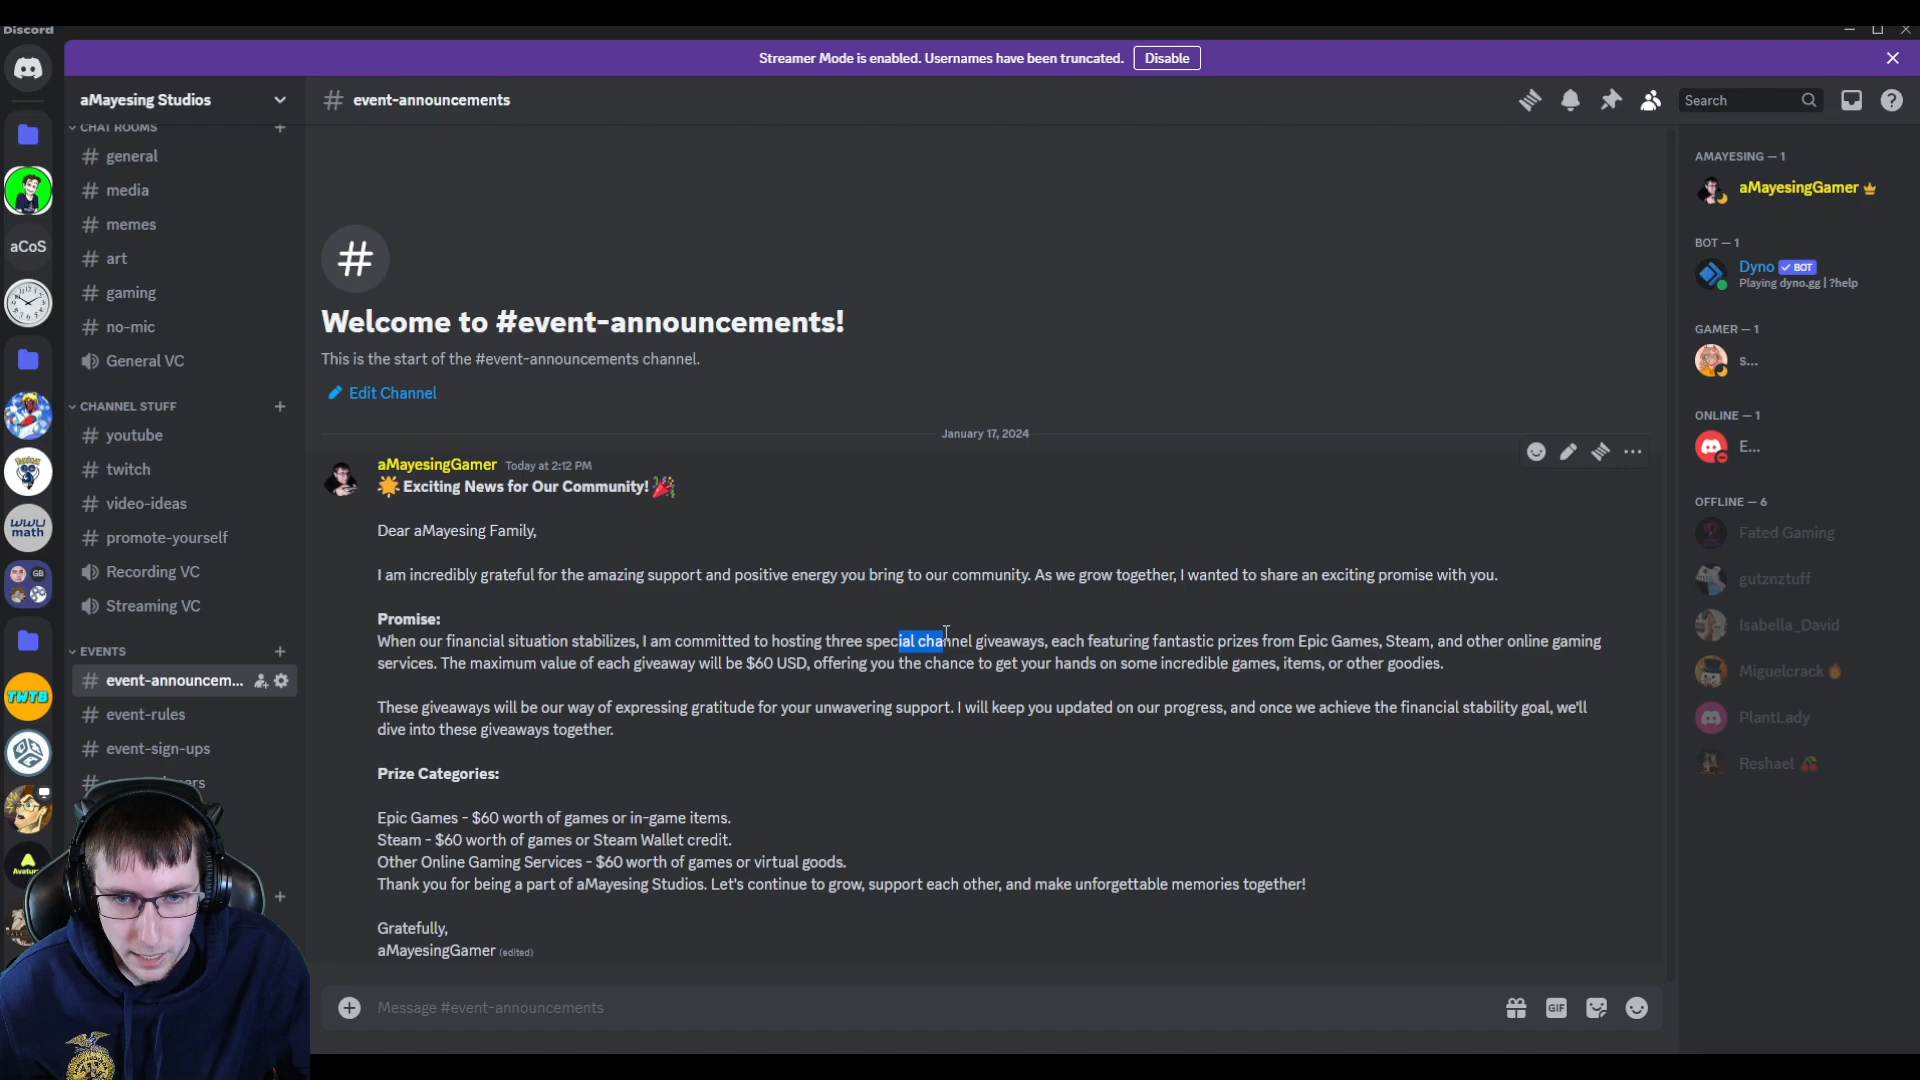 Discord
Streamer Mode is enabled. Usernames have been truncated. Disable
aMayesing Studios
event-announcements
Search
CHAT ROOMS
general
media
memes
art
gaming
no-mic
General VC
CHANNEL STUFF
youtube
twitch
video-ideas
promote-yourself
Recording VC
Streaming VC
EVENTS
event-announcem...
event-rules
event-sign-ups
aCoS
WWU
math
GB
TWTB
Welcome to #event-announcements!
This is the start of the #event-announcements channel.
Edit Channel
January 17, 2024
aMayesingGamer Today at 2:12 PM
Exciting News for Our Community!
Dear aMayesing Family,
I am incredibly grateful for the amazing support and positive energy you bring to our community. As we grow together, I wanted to share an exciting promise with you.
Promise:
When our financial situation stabilizes, I am committed to hosting three special channel giveaways, each featuring fantastic prizes from Epic Games, Steam, and other online gaming
services. The maximum value of each giveaway will be $60 USD, offering you the chance to get your hands on some incredible games, items, or other goodies.
These giveaways will be our way of expressing gratitude for your unwavering support. I will keep you updated on our progress, and once we achieve the financial stability goal, we'll
dive into these giveaways together.
Prize Categories:
Epic Games - $60 worth of games or in-game items.
Steam - $60 worth of games or Steam Wallet credit.
Other Online Gaming Services - $60 worth of games or virtual goods.
Thank you for being a part of aMayesing Studios. Let's continue to grow, support each other, and make unforgettable memories together!
Gratefully,
aMayesingGamer (edited)
Message #event-announcements
GIF
AMAYESING — 1
aMayesingGamer
BOT — 1
Dyno BOT
Playing dyno.gg | ?help
GAMER — 1
s...
ONLINE — 1
E...
OFFLINE — 6
Fated Gaming
gutznztuff
Isabella_David
Miguelcrack
PlantLady
Reshael